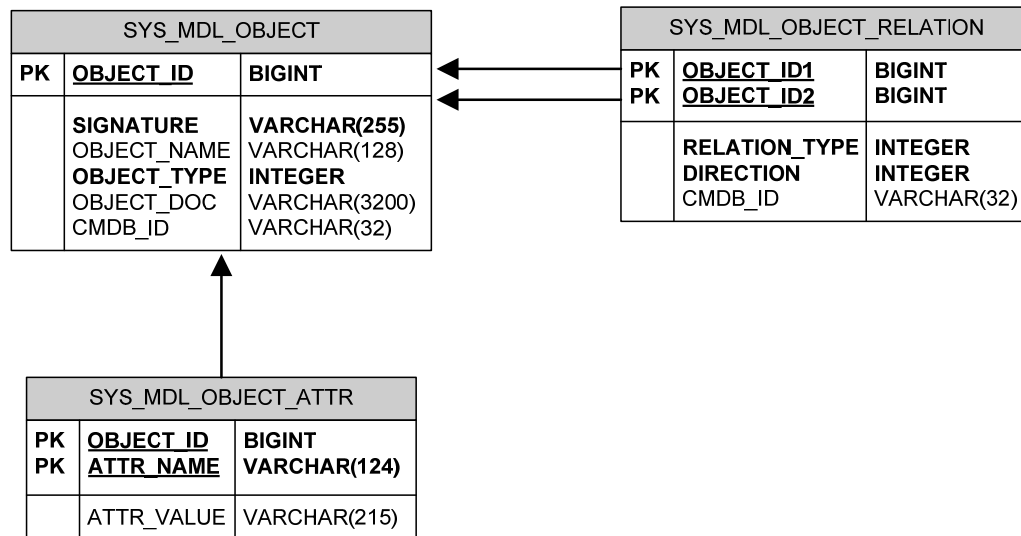 SYS_MDL_OBJECT
PK OBJECT_ID BIGINT
SIGNATURE VARCHAR(255)
OBJECT_NAME VARCHAR(128)
OBJECT_TYPE INTEGER
OBJECT_DOC VARCHAR(3200)
CMDB_ID VARCHAR(32)
SYS_MDL_OBJECT_RELATION
PK OBJECT_ID1 BIGINT
PK OBJECT_ID2 BIGINT
RELATION_TYPE INTEGER
DIRECTION INTEGER
CMDB_ID VARCHAR(32)
SYS_MDL_OBJECT_ATTR
PK OBJECT_ID BIGINT
PK ATTR_NAME VARCHAR(124)
ATTR_VALUE VARCHAR(215)